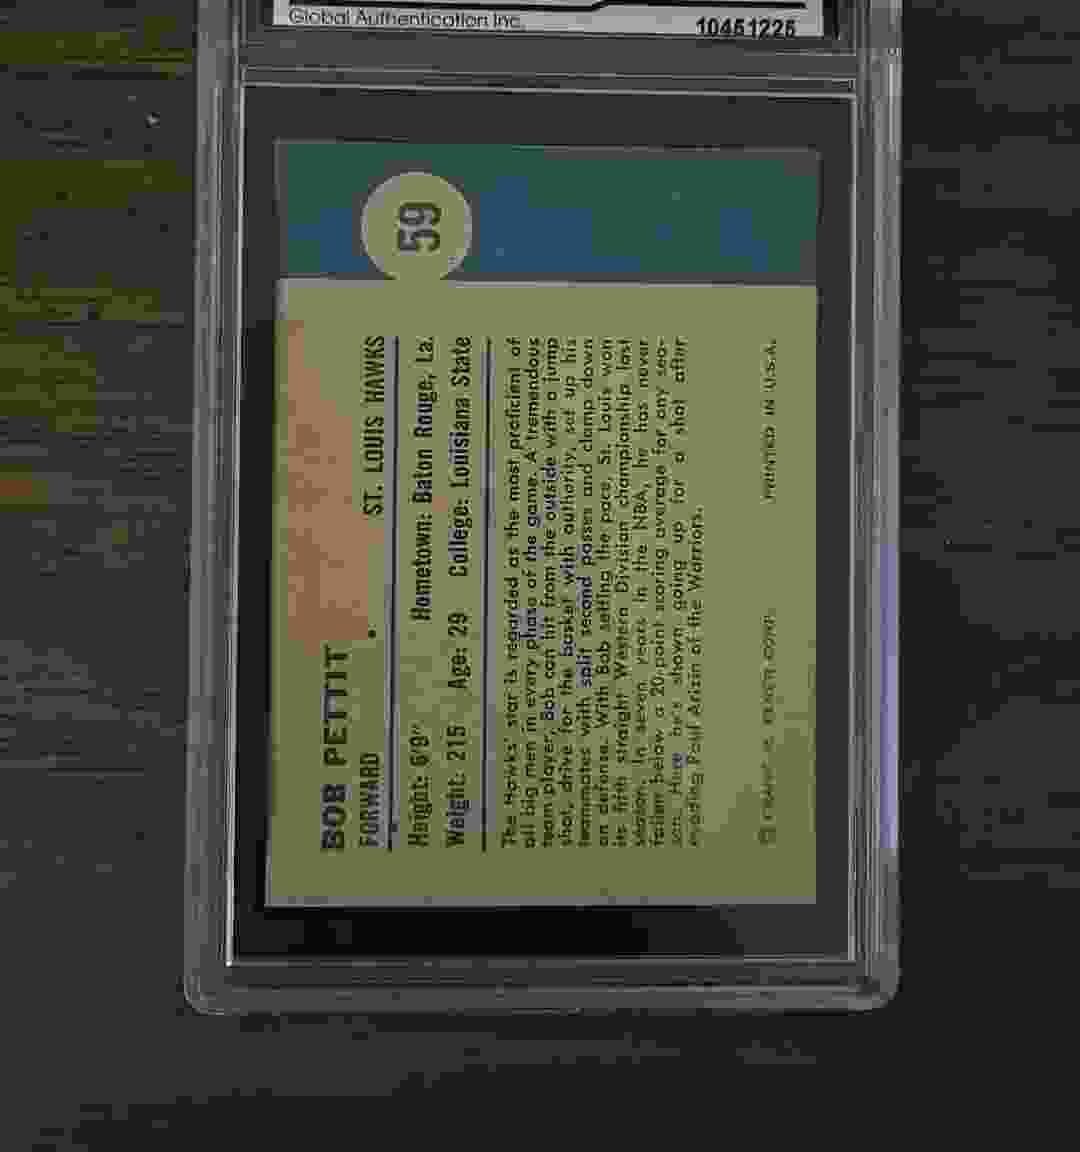 Global Authentication Inc.
10451225
59
BOB PETTIT
FORWARD ST. LOUIS HAWKS
Height: 6'9" Hometown: Baton Rouge, La.
Weight: 215 Age: 29 College: Louisiana State
The Hawks' star is regarded as the most proficient of
all big men in every phase of the game. A tremendous
team player, Bob can hit from the outside with a jump
shot, drive for the basket with authority, set up his
teammates with split second passes and clamp down
on defense. With Bob setting the pace, St. Louis won
its fifth straight Western Division championship last
season. In seven years in the NBA, he has never
fallen below a 20-point scoring average for any sea-
son. Here he's shown going up for a shot after
evading Paul Arizin of the Warriors.
© FRANK H. FLEER CORP. PRINTED IN U.S.A.